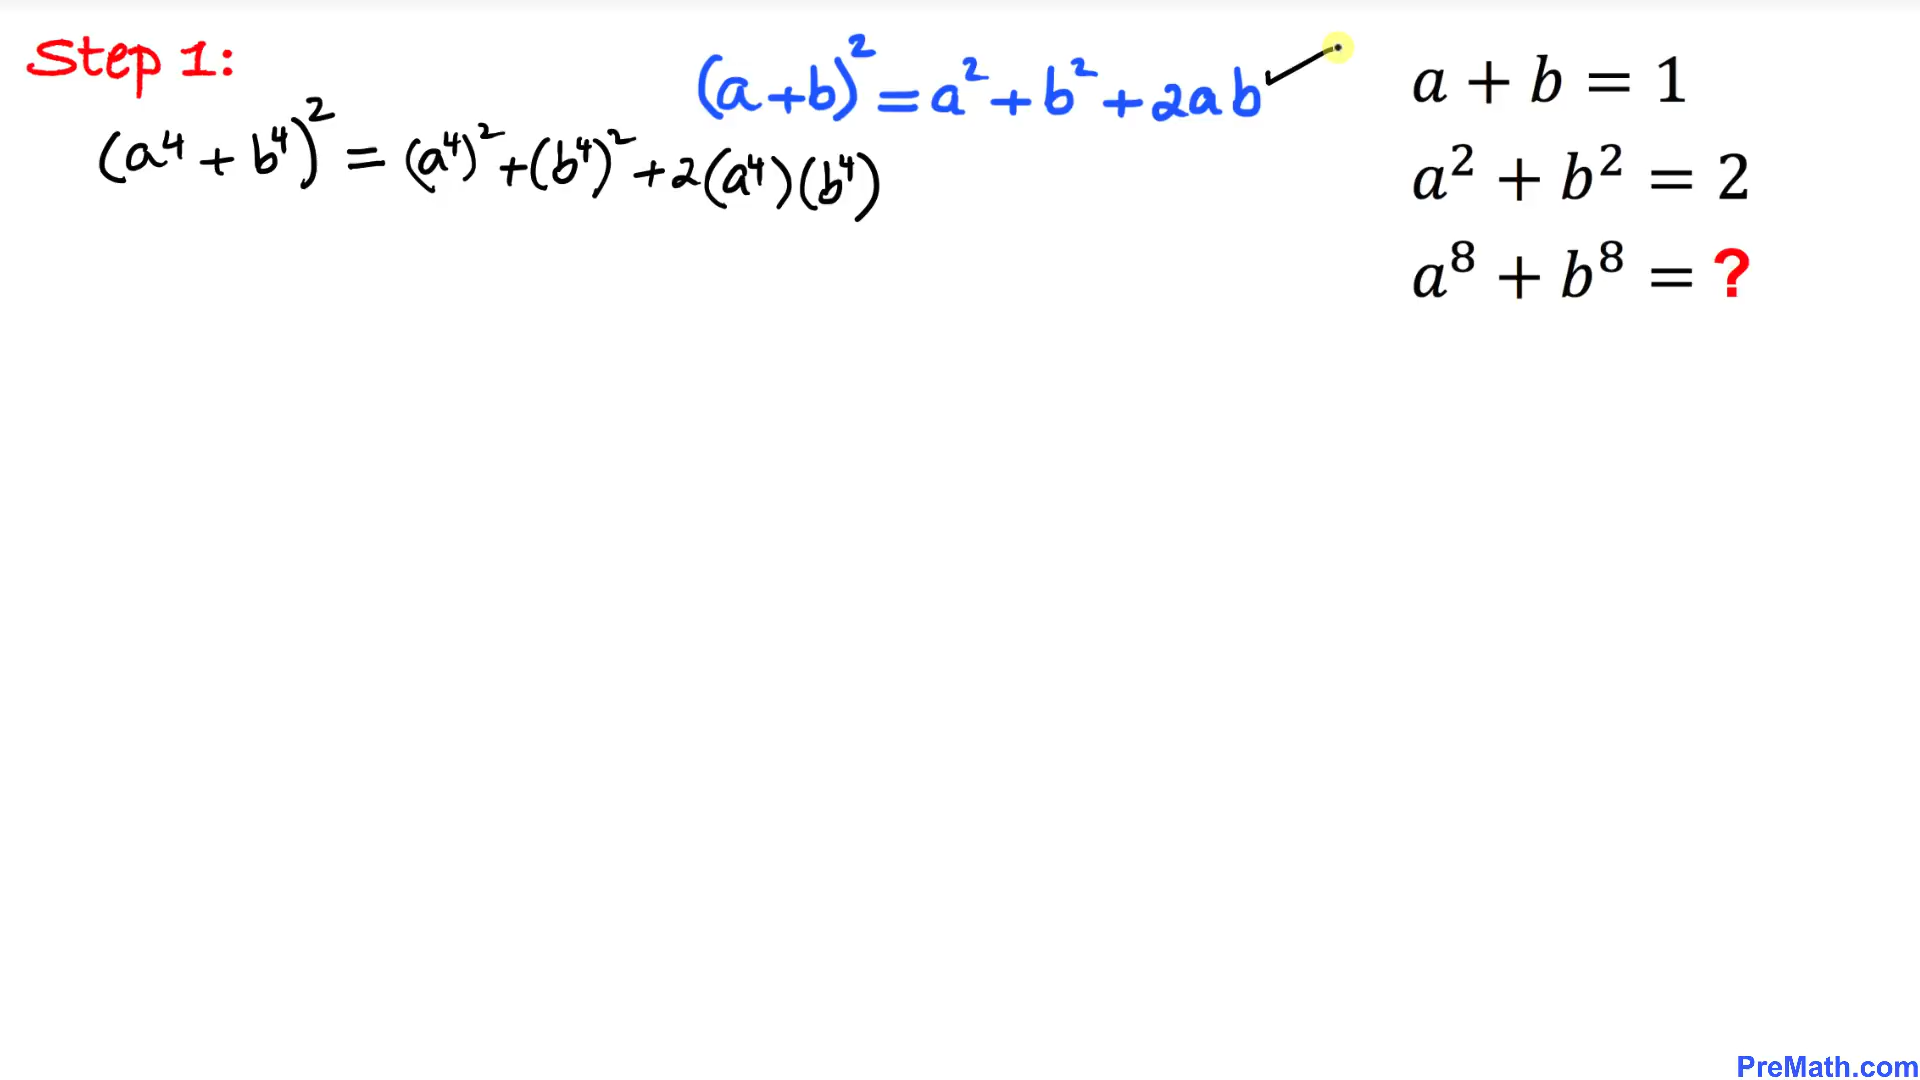 Step 1:
(a+b)² = a² + b² + 2ab
(a⁴ + b⁴)² = (a⁴)² + (b⁴)² + 2(a⁴)(b⁴)
a + b = 1
a² + b² = 2
a⁸ + b⁸ = ?
PreMath.com